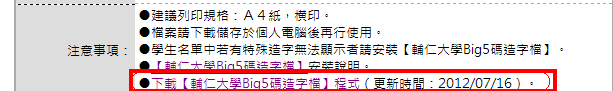 注意事項：
●建議列印規格：A4紙，橫印。
●檔案請下載儲存於個人電腦後再行使用。
●學生名單中若有特殊造字無法顯示者請安裝【輔仁大學Big5碼造字檔】。
●【輔仁大學Big5碼造字檔】安裝說明。
●下載【輔仁大學Big5碼造字檔】程式（更新時間：2012/07/16）。